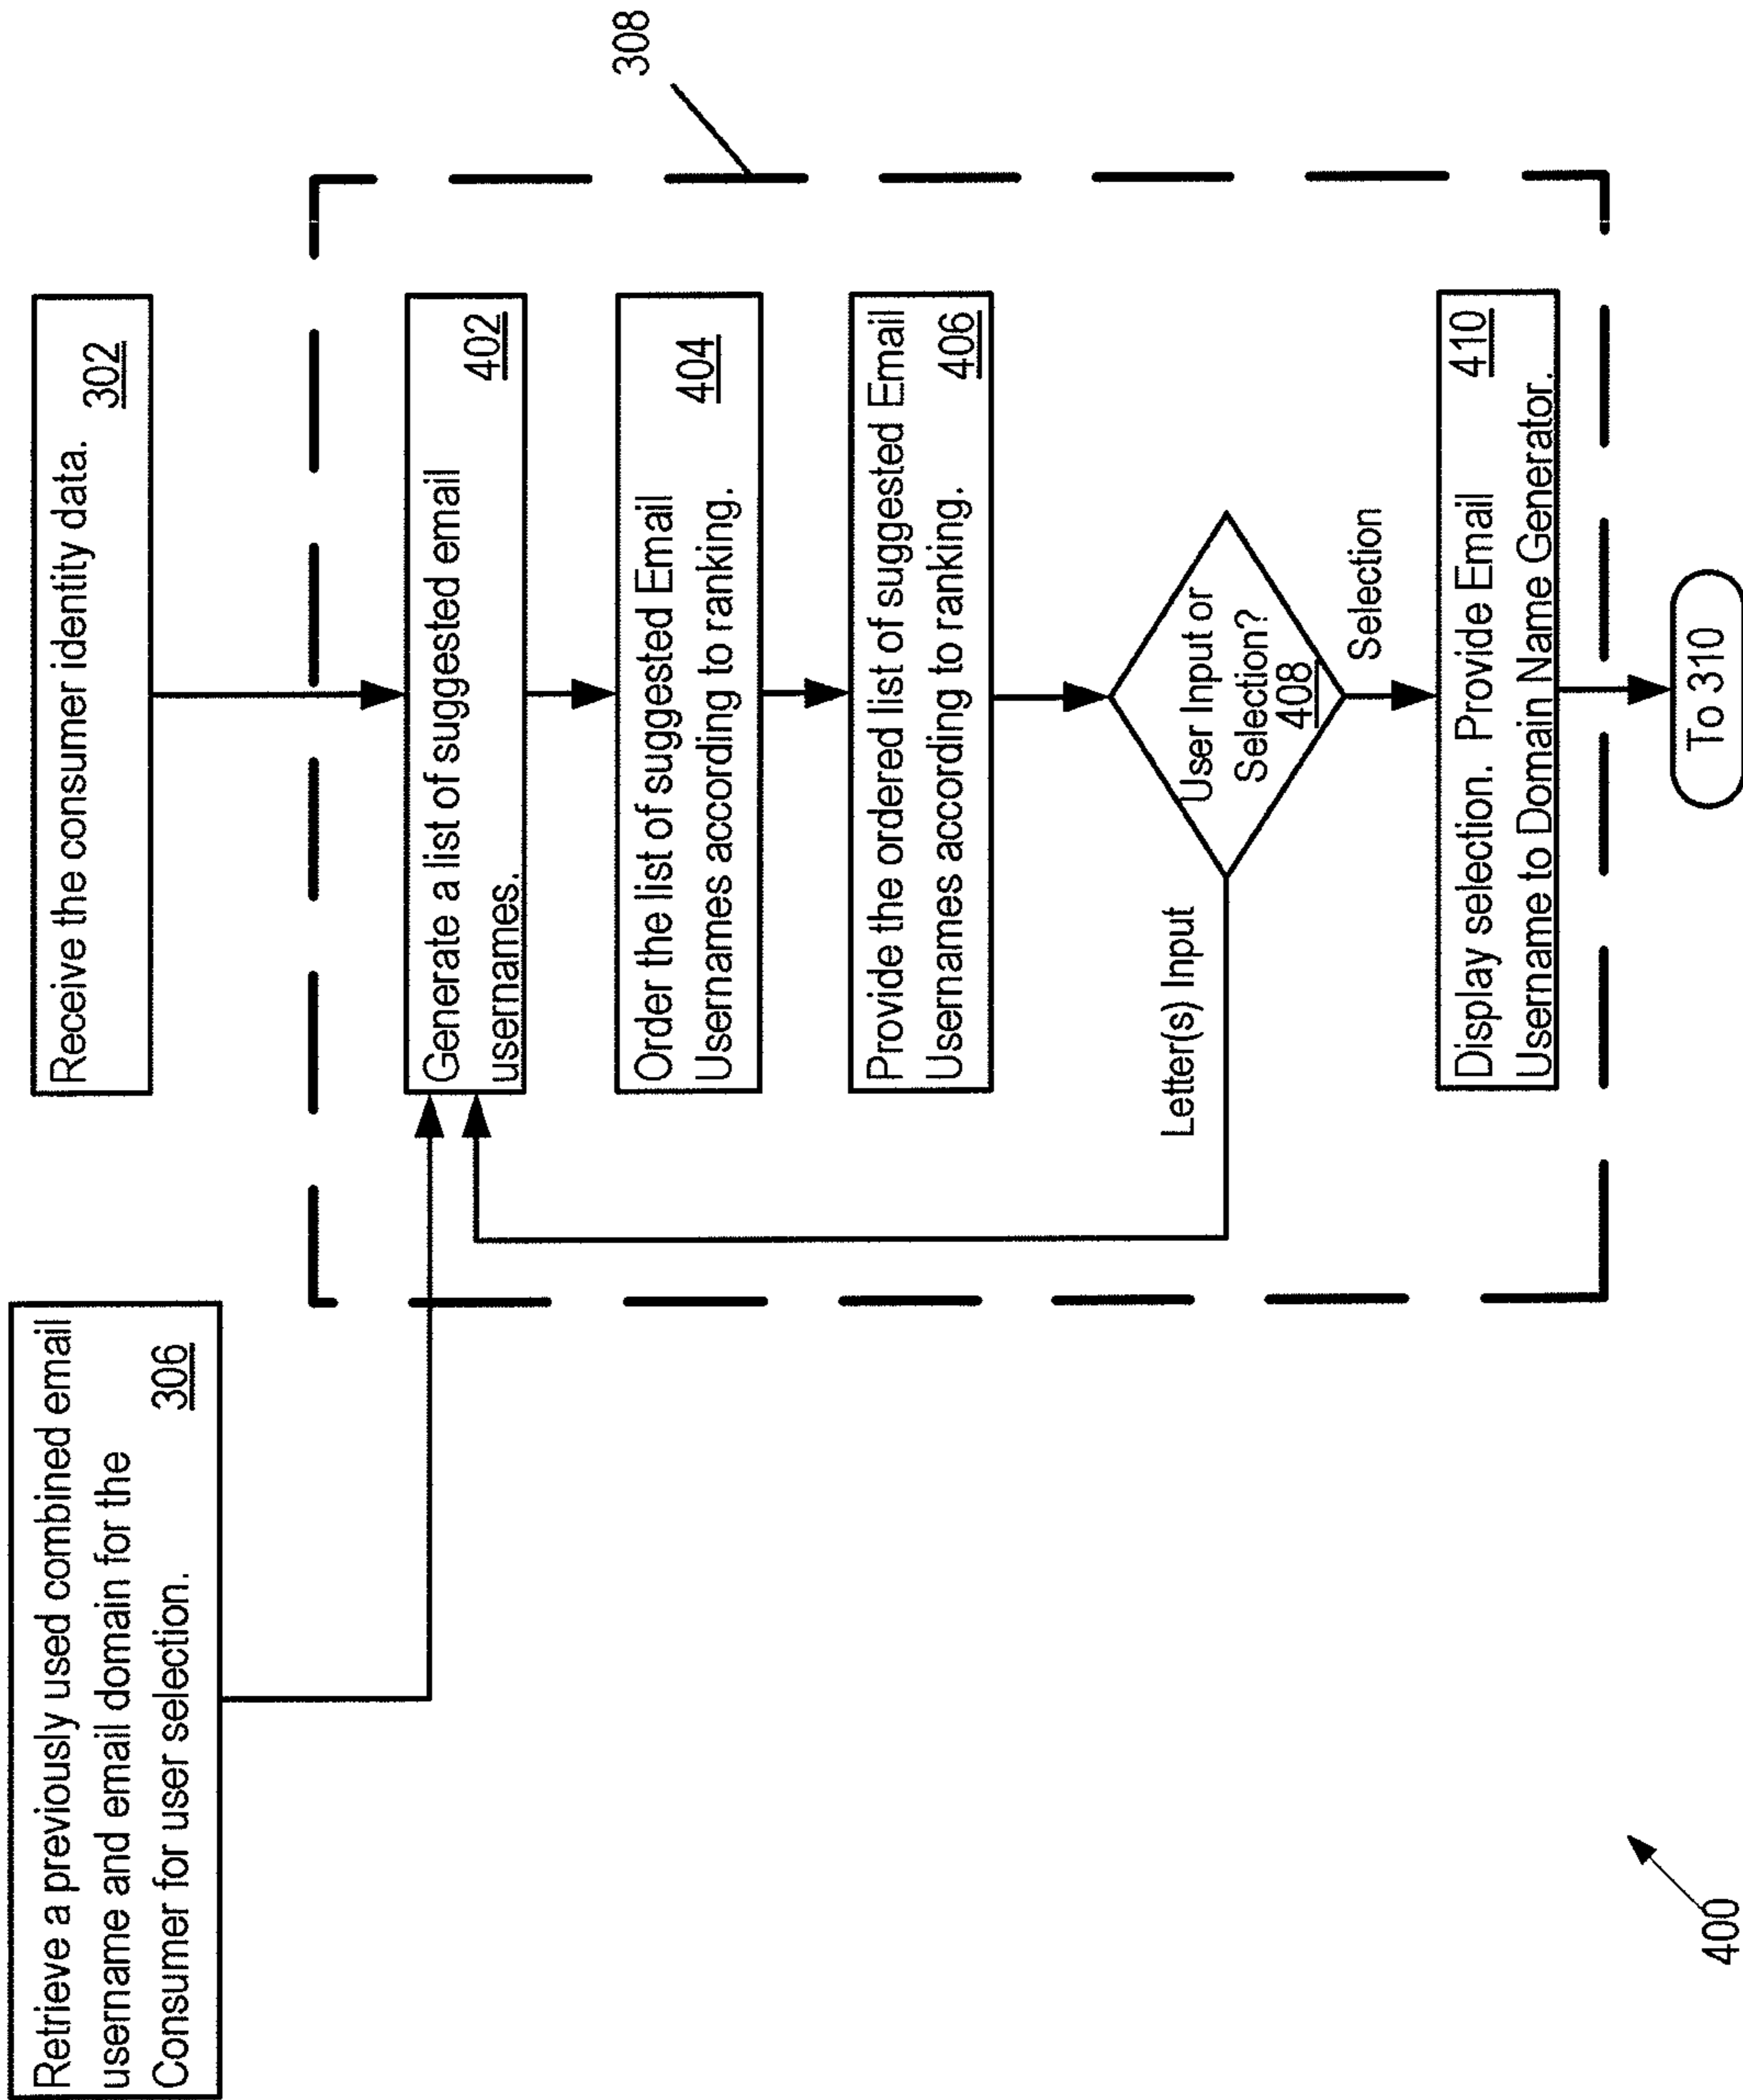 Retrieve a previously used combined email
username and email domain for the
Consumer for user selection.
306
Receive the consumer identity data.
302
308
Generate a list of suggested email
usernames.
402
Order the list of suggested Email
Usernames according to ranking.
404
Provide the ordered list of suggested Email
Usernames according to ranking.
406
User Input or
Selection?
408
Letter(s) Input
Selection
Display selection. Provide Email
Username to Domain Name Generator.
410
To 310
400